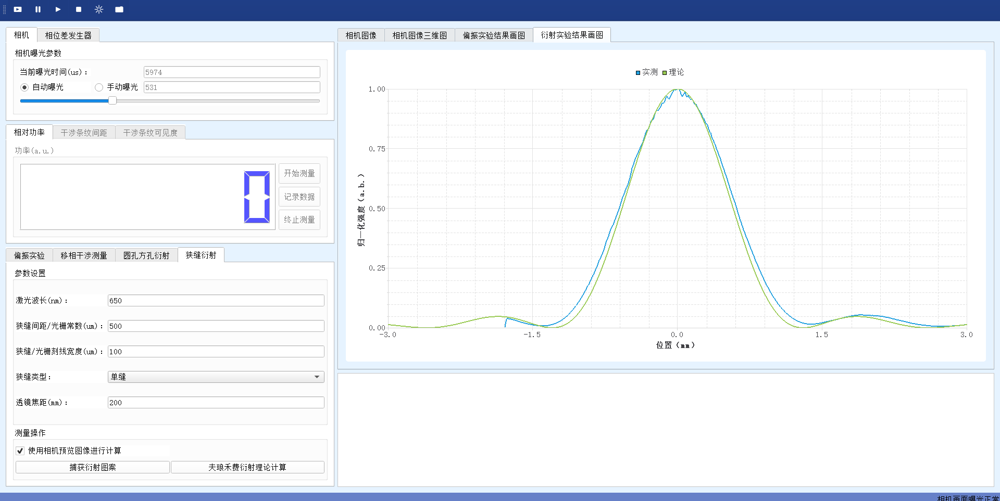 相机 相位差发生器
相机曝光参数
当前曝光时间(us)： 5974
自动曝光 手动曝光 531
相对功率 干涉条纹间距 干涉条纹可见度
功率(a.u.)
0
开始测量
记录数据
终止测量
偏振实验 移相干涉测量 圆孔方孔衍射 狭缝衍射
参数设置
激光波长(nm)： 650
狭缝间距/光栅常数(um)： 500
狭缝/光栅刻线宽度(um)： 100
狭缝类型： 单缝
透镜焦距(mm)： 200
测量操作
使用相机预览图像进行计算
捕获衍射图案 夫琅禾费衍射理论计算
相机图像 相机图像三维图 偏振实验结果画图 衍射实验结果画图
实测 理论
1.00
0.75
0.50
0.25
0.00
归一化强度（a.b.）
-3.0 -1.5 0.0 1.5 3.0
位置（mm）
相机画面曝光正常